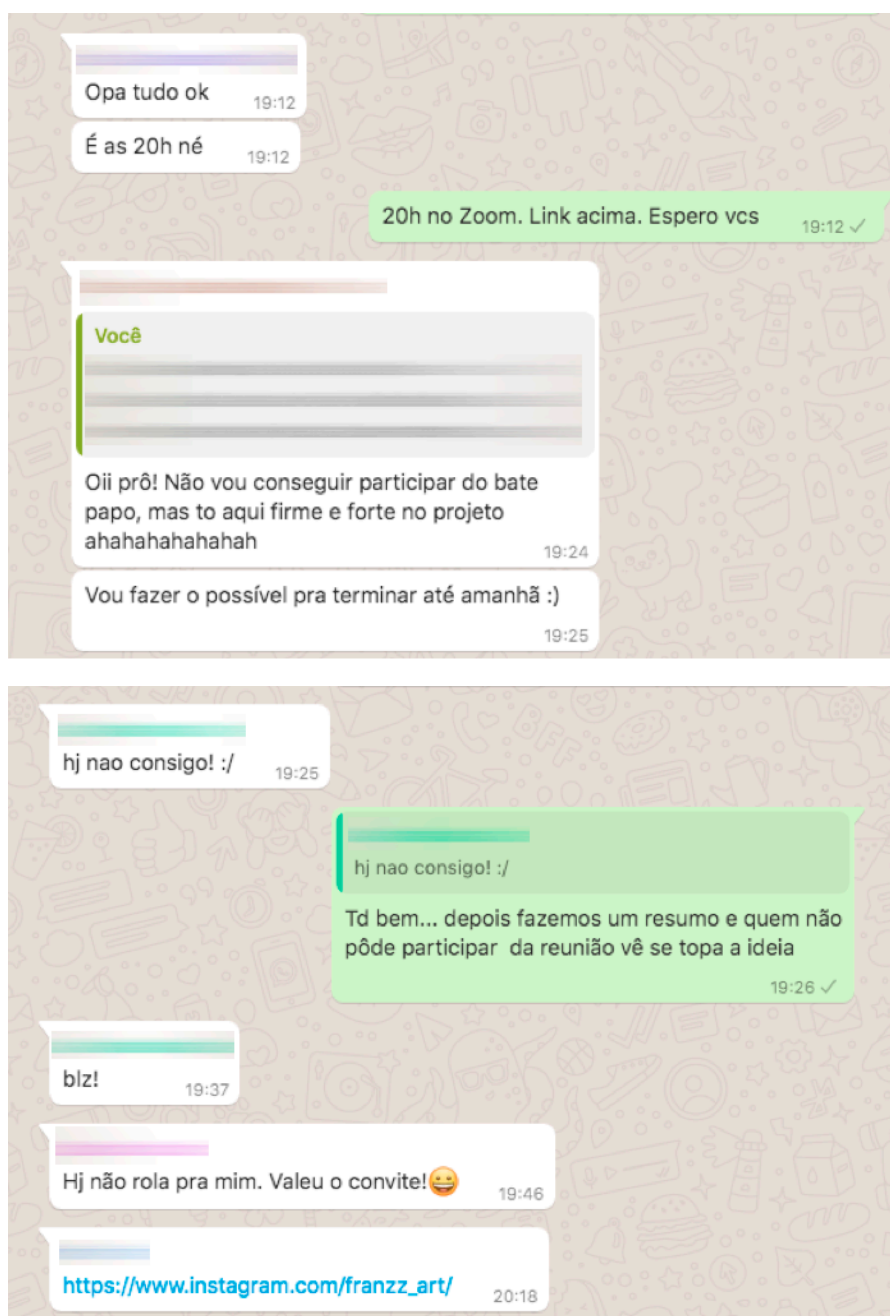 Opa tudo ok 19:12
É as 20h né 19:12
20h no Zoom. Link acima. Espero vcs 19:12
Você
Oii prô! Não vou conseguir participar do bate
papo, mas to aqui firme e forte no projeto
ahahahahahahah 19:24
Vou fazer o possível pra terminar até amanhã :)
19:25
hj nao consigo! :/ 19:25
hj nao consigo! :/
Td bem... depois fazemos um resumo e quem não
pôde participar da reunião vê se topa a ideia
19:26
blz! 19:37
Hj não rola pra mim. Valeu o convite!😀 19:46
https://www.instagram.com/franzz_art/ 20:18